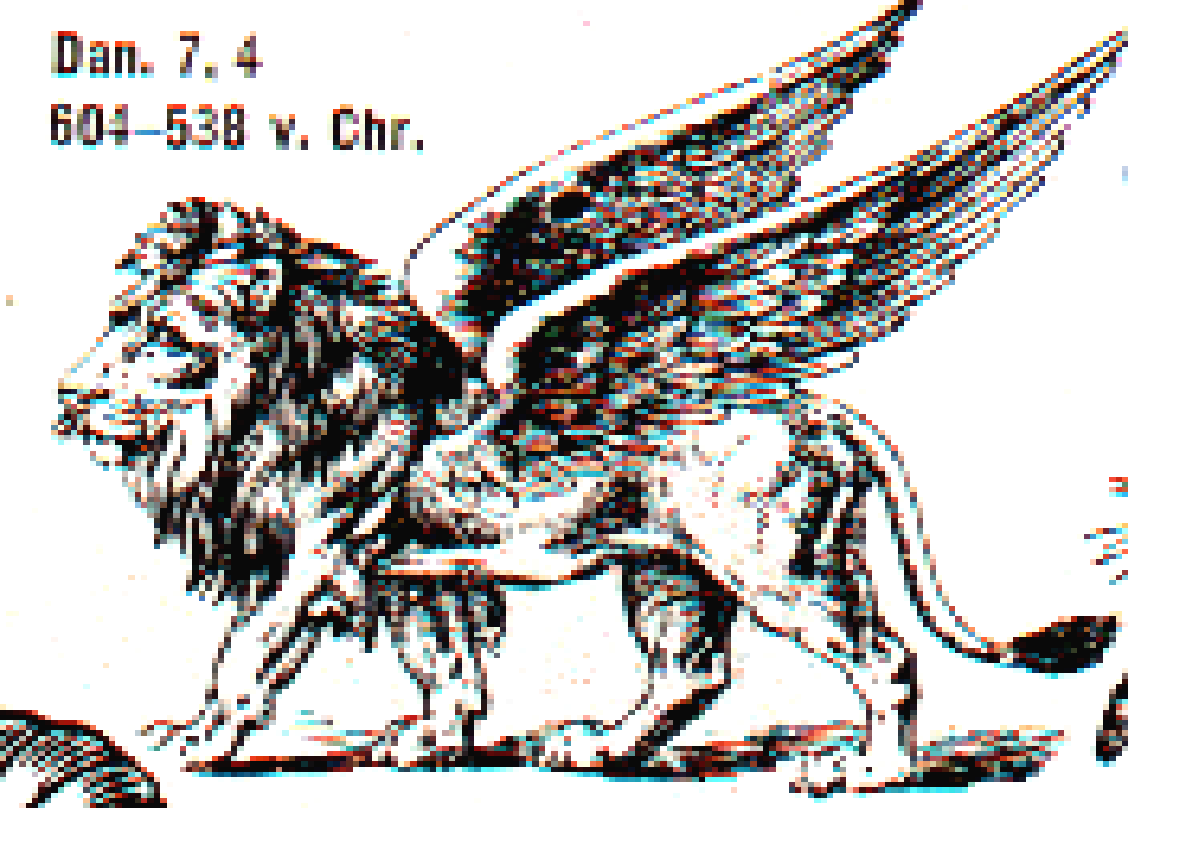 Dan. 7, 4
604–538 v. Chr.